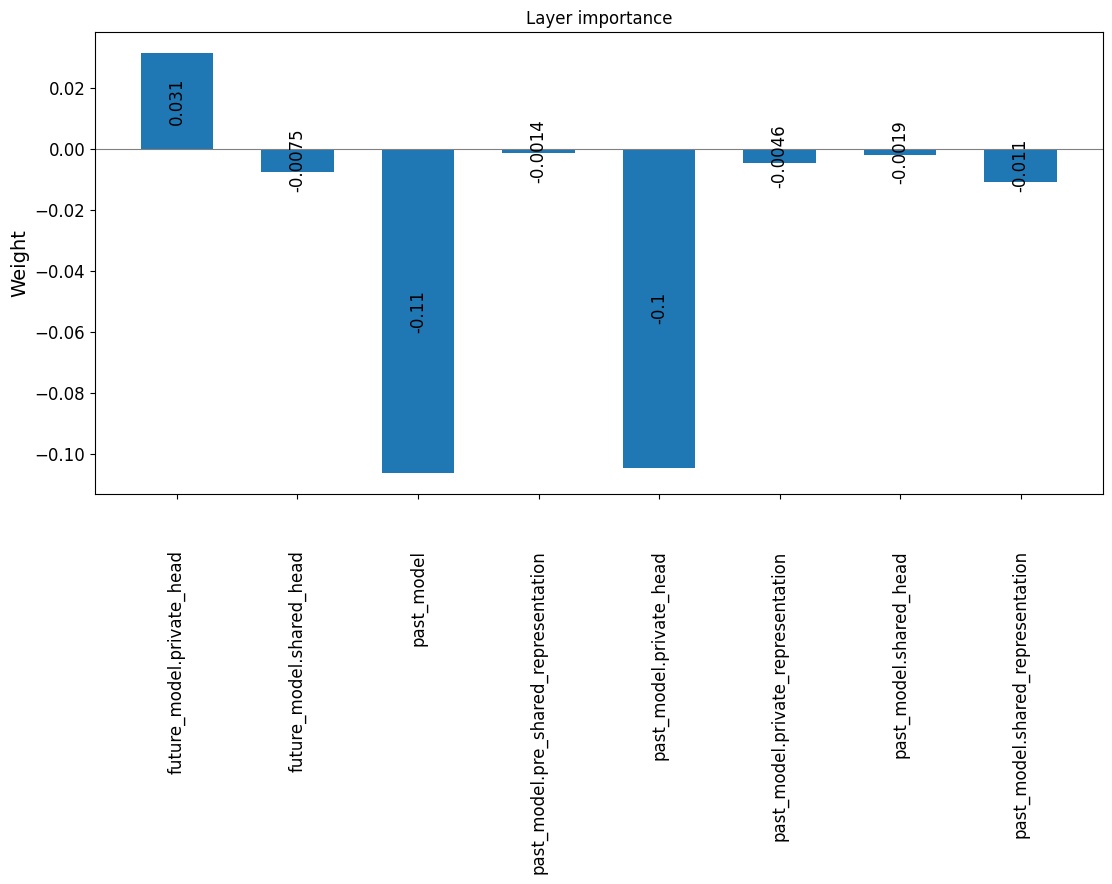 Layer importance
Weight
0.02
0.00
−0.02
−0.04
−0.06
−0.08
−0.10
0.031
-0.0075
-0.11
-0.0014
-0.1
-0.0046
-0.0019
-0.011
future_model.private_head
future_model.shared_head
past_model
past_model.pre_shared_representation
past_model.private_head
past_model.private_representation
past_model.shared_head
past_model.shared_representation